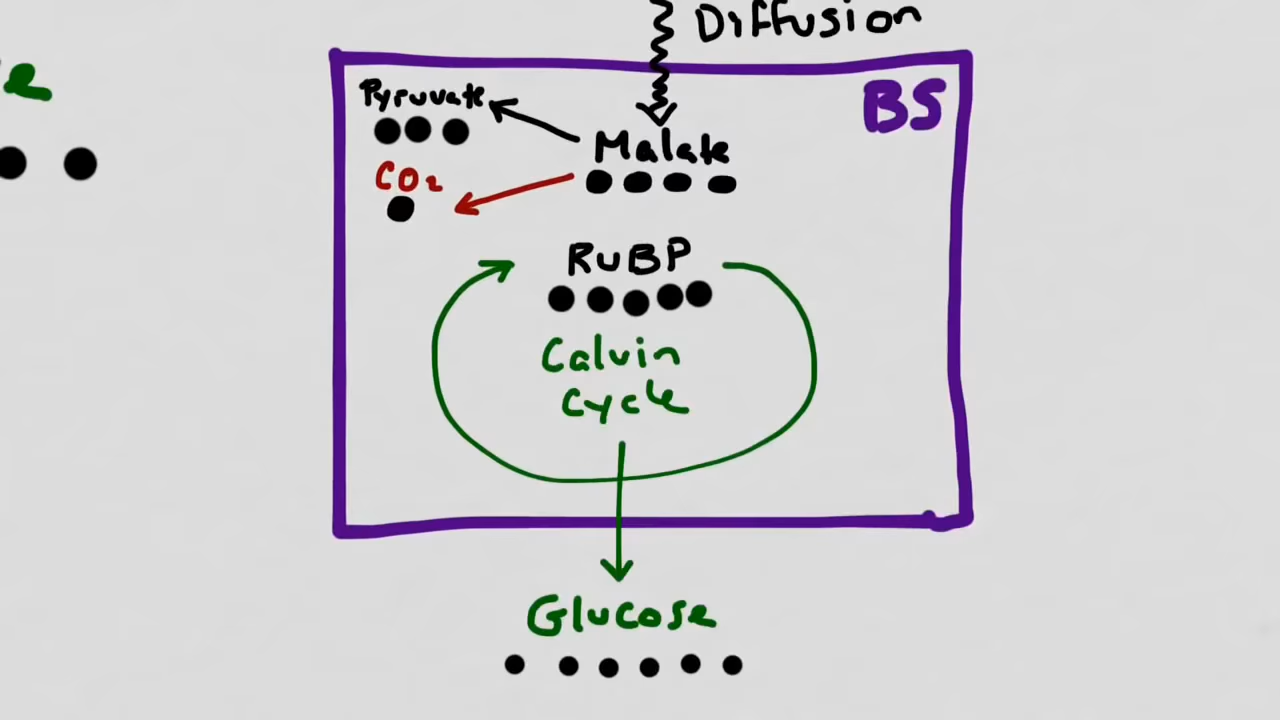 Diffusion
BS
Pyruvate
Malate
CO2
RuBP
Calvin
Cycle
Glucose